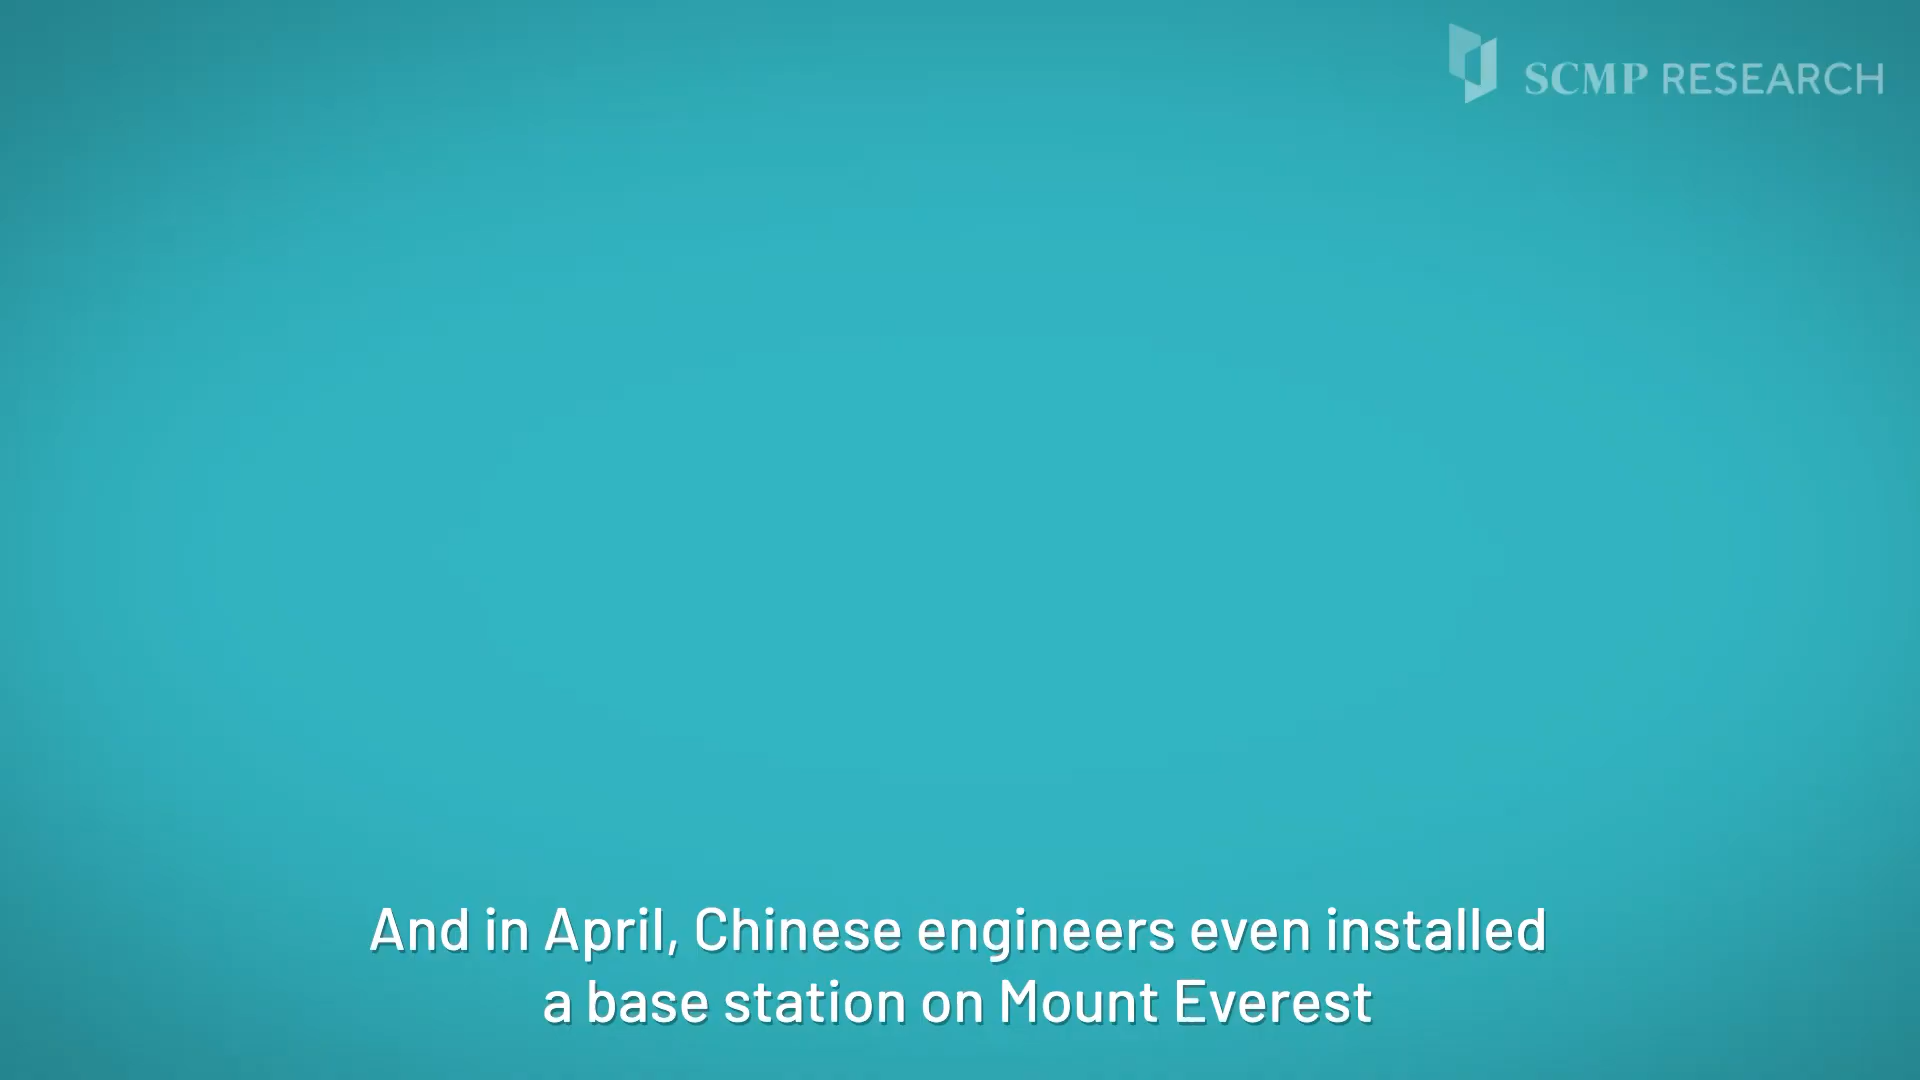 SCMP RESEARCH
And in April, Chinese engineers even installed
a base station on Mount Everest